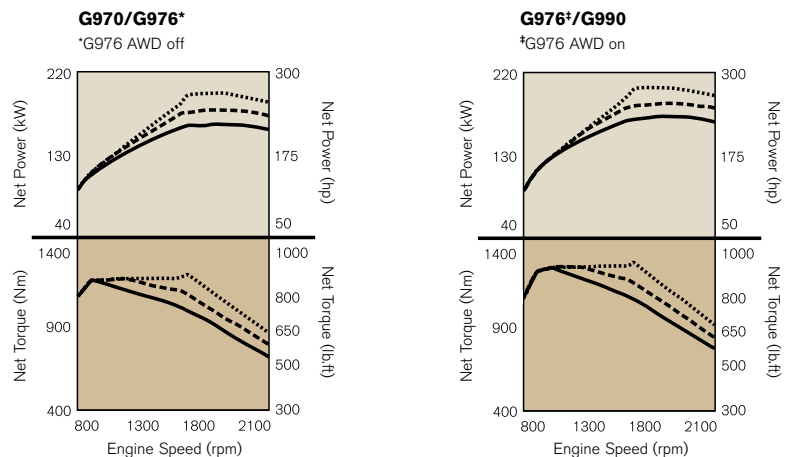 G970/G976*
*G976 AWD off
220
130
40
Net Power (kW)
300
175
50
Net Power (hp)
1400
900
400
Net Torque (Nm)
1000
800
650
500
300
Net Torque (lb.ft)
800 1300 1800 2100
Engine Speed (rpm)
G976‡/G990
‡G976 AWD on
220
130
40
Net Power (kW)
300
175
50
Net Power (hp)
1400
900
400
Net Torque (Nm)
1000
800
650
500
300
Net Torque (lb.ft)
800 1300 1800 2100
Engine Speed (rpm)